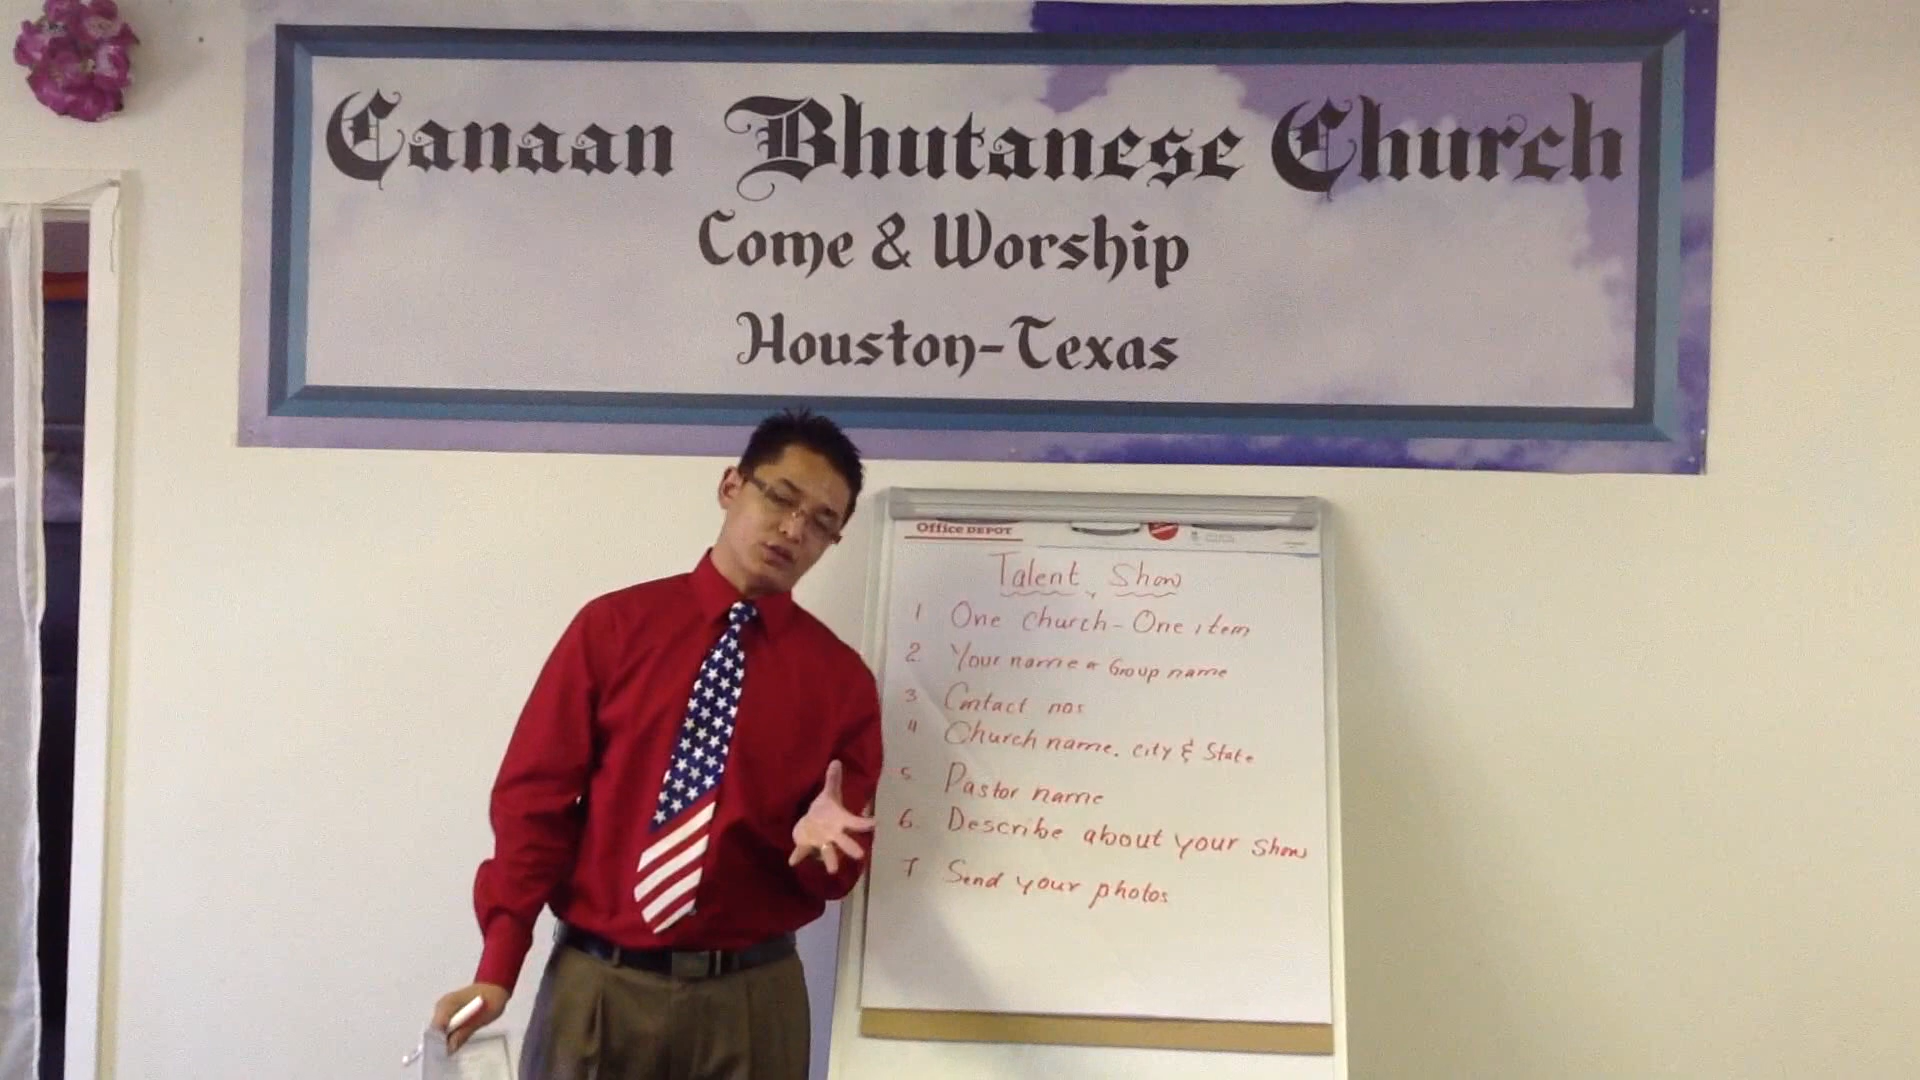 Canaan Bhutanese Church
Come & Worship
Houston-Texas
Office DEPOT
Talent Show
1 One church - One item
2. Your name or Group name
3 Contact nos
4 Church name. city & State
5. Pastor name
6. Describe about your show
7 Send your photos